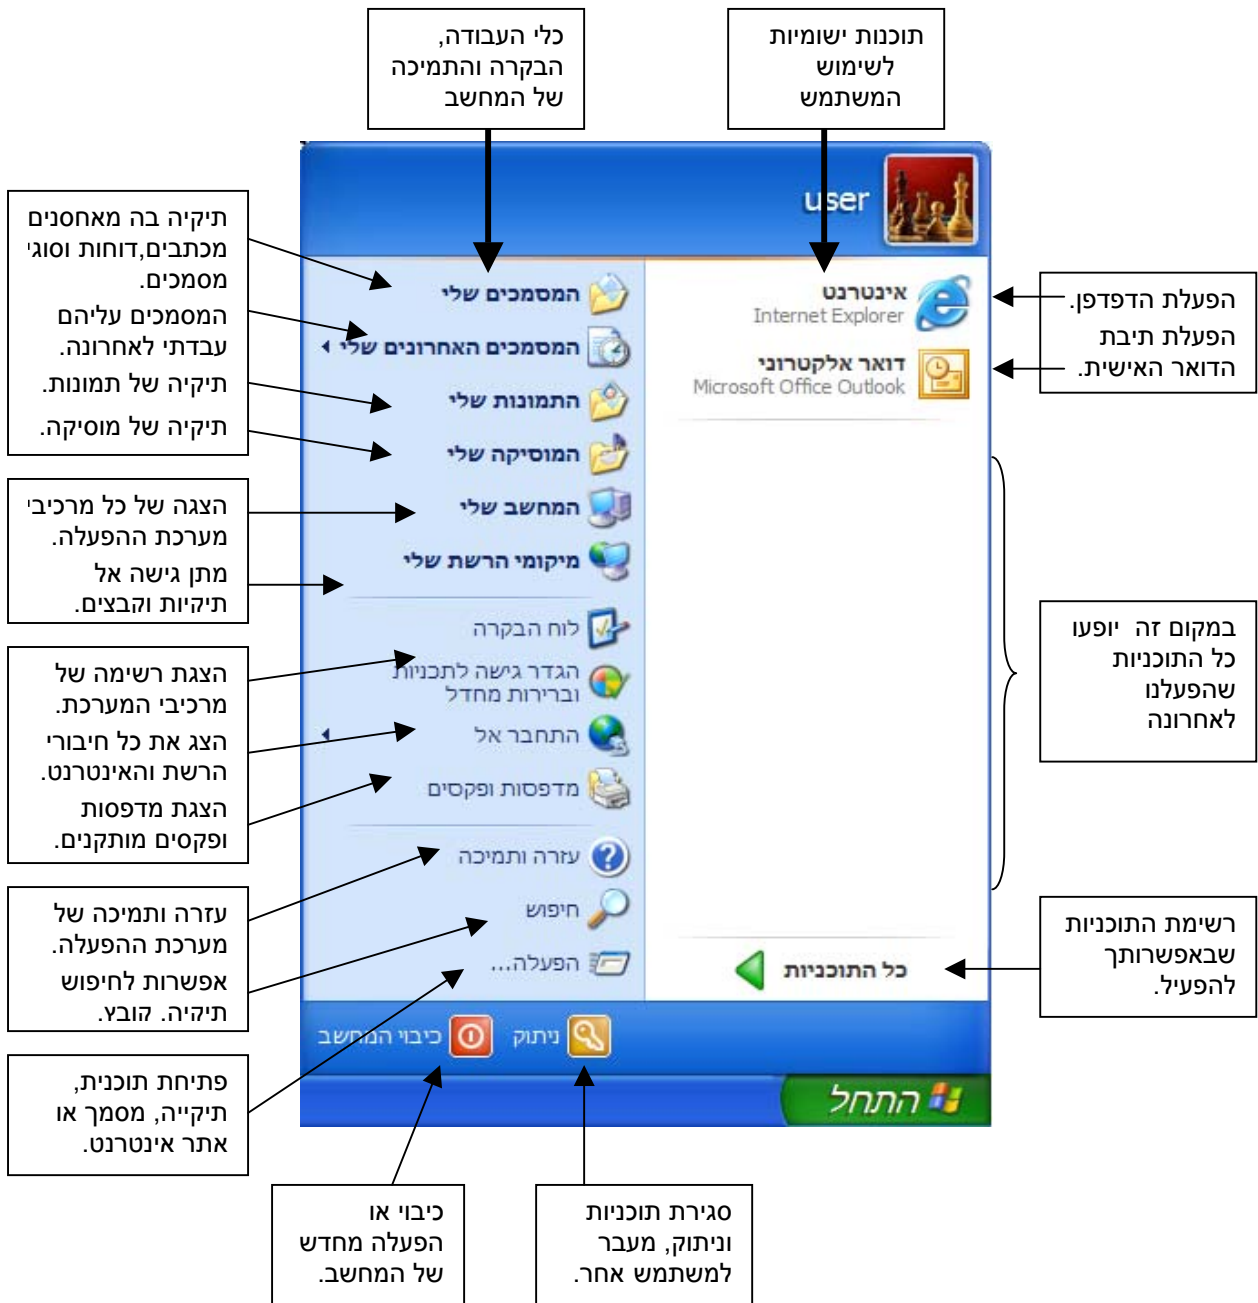 תוכנות ישומיות
לשימוש
המשתמש
כלי העבודה,
הבקרה והתמיכה
של המחשב
user
הפעלת הדפדפן.
הפעלת תיבת
הדואר האישית.
אינטרנט
Internet Explorer
דואר אלקטרוני
Microsoft Office Outlook
במקום זה יופעו
כל התוכניות
שהפעלנו
לאחרונה
רשימת התוכניות
שבאפשרותך
להפעיל.
כל התוכניות
המסמכים שלי
המסמכים האחרונים שלי
התמונות שלי
המוסיקה שלי
המחשב שלי
מיקומי הרשת שלי
לוח הבקרה
הגדר גישה לתכניות
וברירות מחדל
התחבר אל
מדפסות ופקסים
עזרה ותמיכה
חיפוש
הפעלה...
תיקיה בה מאחסנים
מכתבים,דוחות וסוגי
מסמכים.
המסמכים עליהם
עבדתי לאחרונה.
תיקיה של תמונות.
תיקיה של מוסיקה.
הצגה של כל מרכיבי
מערכת ההפעלה.
מתן גישה אל
תיקיות וקבצים.
הצגת רשימה של
מרכיבי המערכת.
הצג את כל חיבורי
הרשת והאינטרנט.
הצגת מדפסות
ופקסים מותקנים.
עזרה ותמיכה של
מערכת ההפעלה.
אפשרות לחיפוש
תיקיה. קובץ.
פתיחת תוכנית,
תיקייה, מסמך או
אתר אינטרנט.
ניתוק
כיבוי המחשב
התחל
סגירת תוכניות
וניתוק, מעבר
למשתמש אחר.
כיבוי או
הפעלה מחדש
של המחשב.